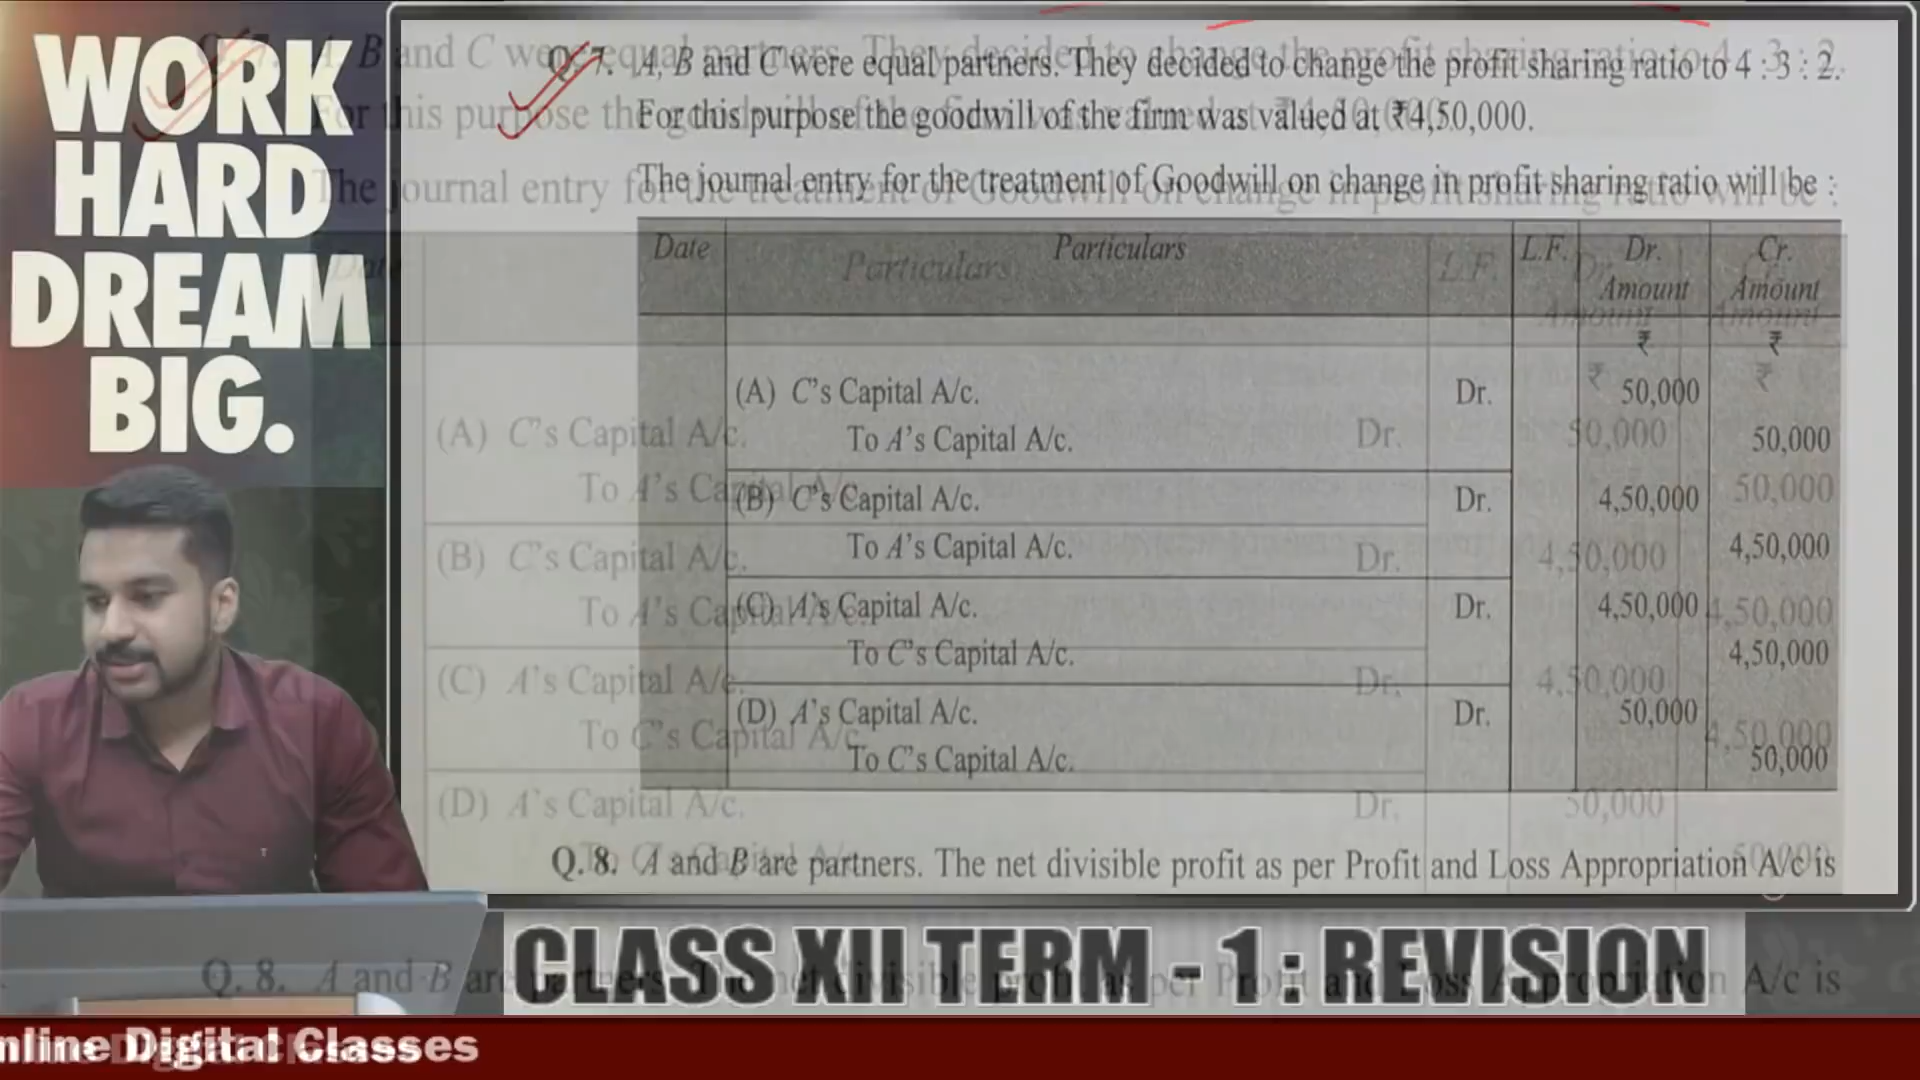 WORK
HARD
DREAM
BIG.
Q. 7. A, B and C were equal partners. They decided to change the profit sharing ratio to 4 : 3 : 2.
For this purpose the goodwill of the firm was valued at ₹4,50,000.
The journal entry for the treatment of Goodwill on change in profit sharing ratio will be :
Date Particulars L.F. Dr. Cr.
Amount Amount
₹ ₹
(A) C's Capital A/c. Dr. 50,000
To A's Capital A/c. 50,000
(B) C's Capital A/c. Dr. 4,50,000
To A's Capital A/c. 4,50,000
(C) A's Capital A/c. Dr. 4,50,000
To C's Capital A/c. 4,50,000
(D) A's Capital A/c. Dr. 50,000
To C's Capital A/c. 50,000
Q. 8. A and B are partners. The net divisible profit as per Profit and Loss Appropriation A/c is
CLASS XII TERM - 1 : REVISION
nline Digital Classes